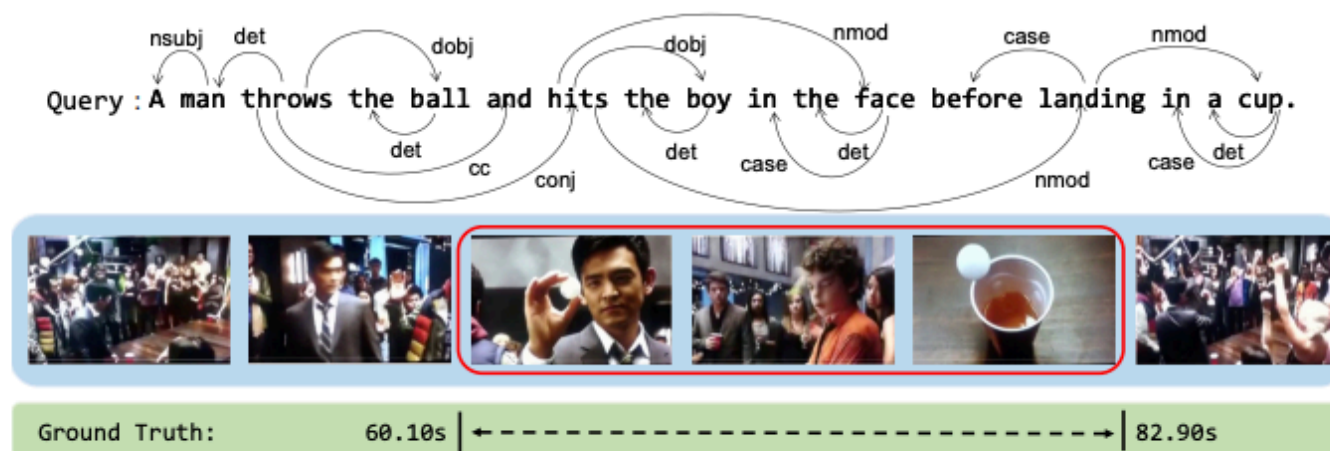 nsubj det dobj dobj nmod case nmod
Query : A man throws the ball and hits the boy in the face before landing in a cup.
det cc conj det case det nmod case det
Ground Truth: 60.10s 82.90s